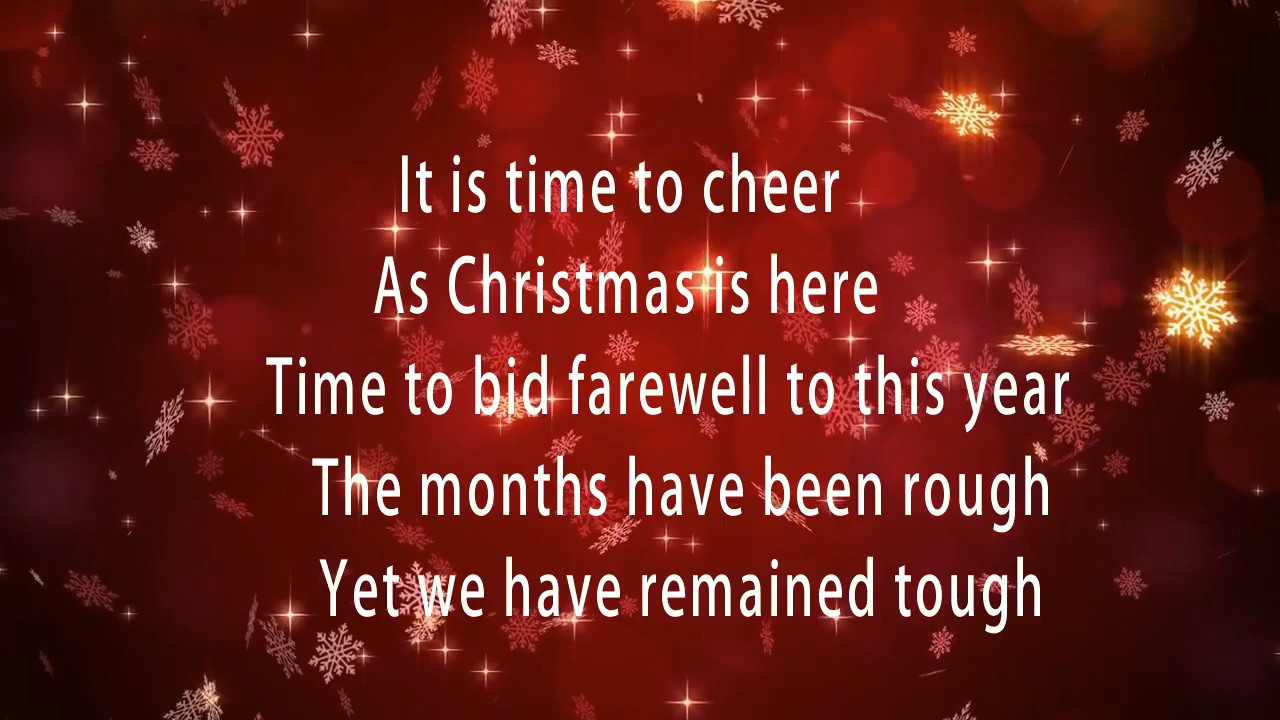 It is time to cheer
As Christmas is here
Time to bid farewell to this year
The months have been rough
Yet we have remained tough